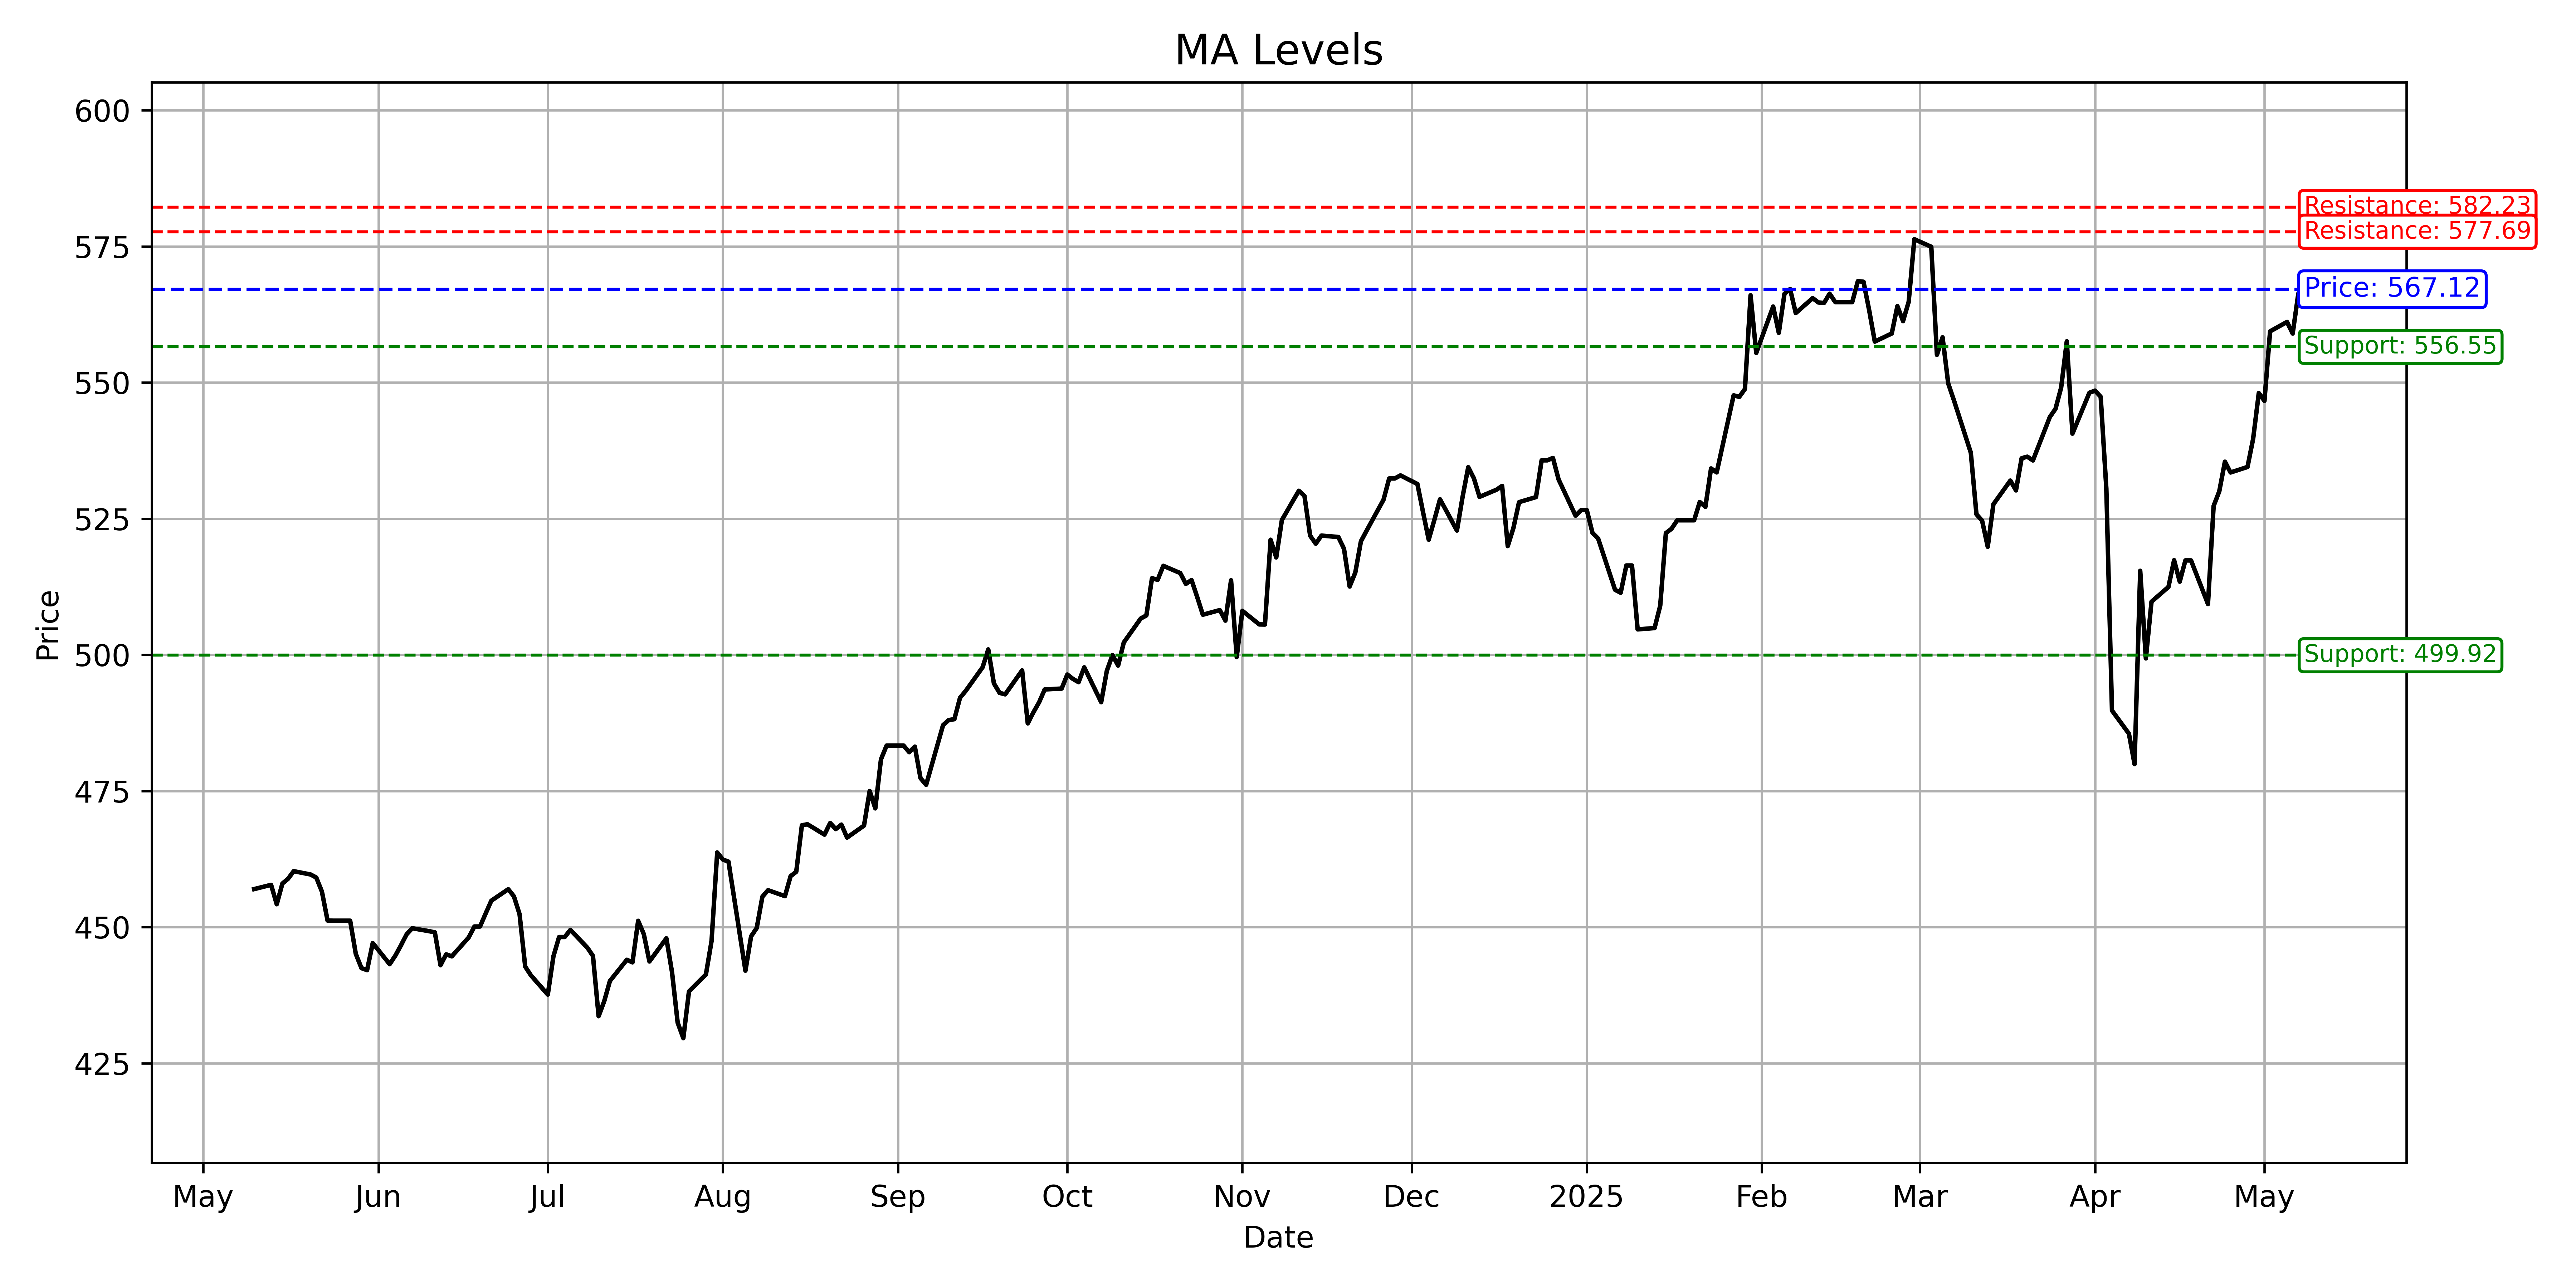 MA Levels
600
575
550
525
500
475
450
425
Price
Resistance: 582.23
Resistance: 577.69
Price: 567.12
Support: 556.55
Support: 499.92
May Jun Jul Aug Sep Oct Nov Dec 2025 Feb Mar Apr May
Date